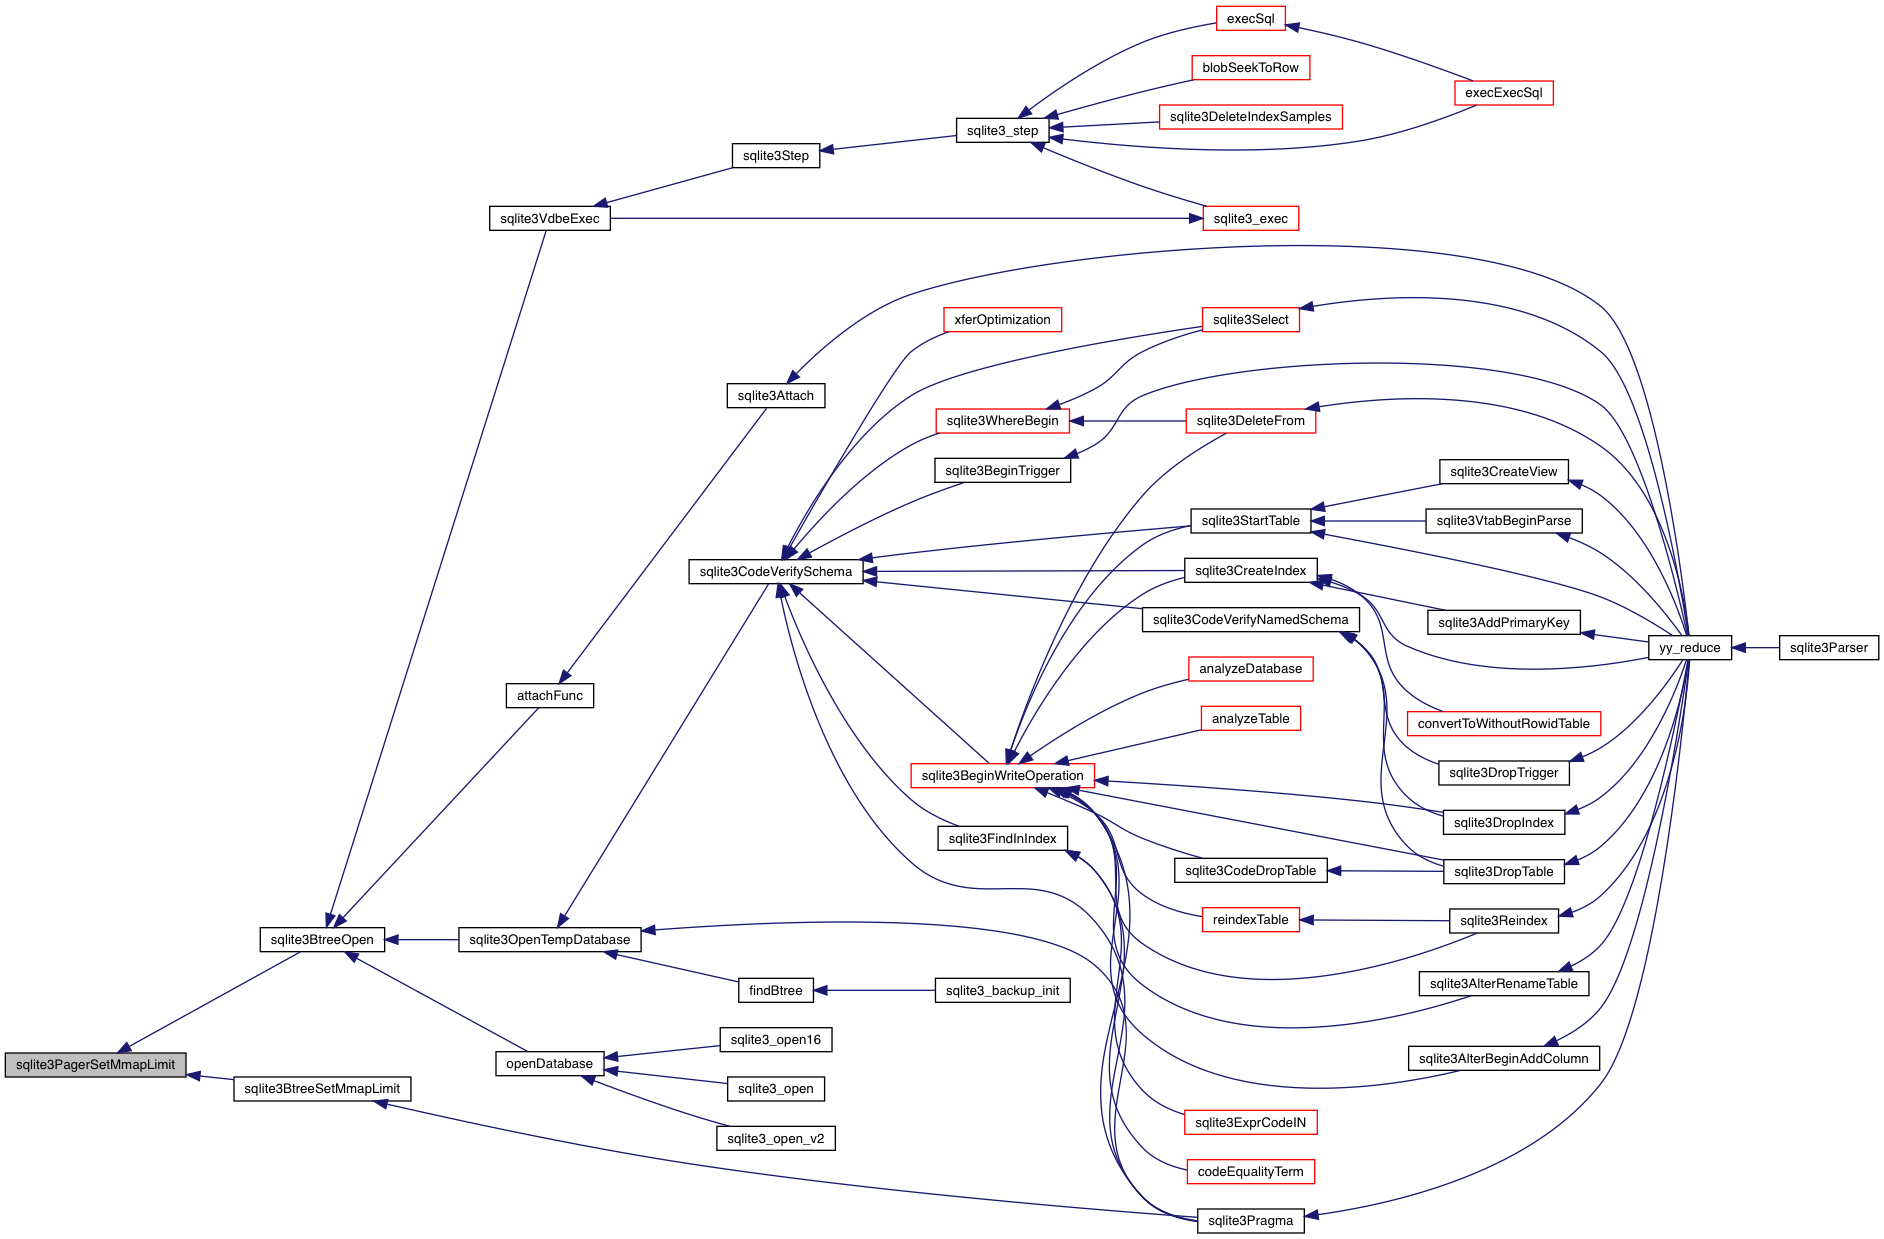 execSql
blobSeekToRow
execExecSql
sqlite3DeleteIndexSamples
sqlite3_step
sqlite3Step
sqlite3VdbeExec
sqlite3_exec
xferOptimization
sqlite3Select
sqlite3Attach
sqlite3WhereBegin
sqlite3DeleteFrom
sqlite3BeginTrigger
sqlite3CreateView
sqlite3StartTable
sqlite3VtabBeginParse
sqlite3CodeVerifySchema
sqlite3CreateIndex
sqlite3CodeVerifyNamedSchema
sqlite3AddPrimaryKey
yy_reduce
sqlite3Parser
analyzeDatabase
attachFunc
analyzeTable
convertToWithoutRowidTable
sqlite3BeginWriteOperation
sqlite3DropTrigger
sqlite3DropIndex
sqlite3FindInIndex
sqlite3CodeDropTable
sqlite3DropTable
reindexTable
sqlite3Reindex
sqlite3BtreeOpen
sqlite3OpenTempDatabase
findBtree
sqlite3_backup_init
sqlite3AlterRenameTable
sqlite3_open16
sqlite3PagerSetMmapLimit
openDatabase
sqlite3AlterBeginAddColumn
sqlite3BtreeSetMmapLimit
sqlite3_open
sqlite3ExprCodeIN
sqlite3_open_v2
codeEqualityTerm
sqlite3Pragma